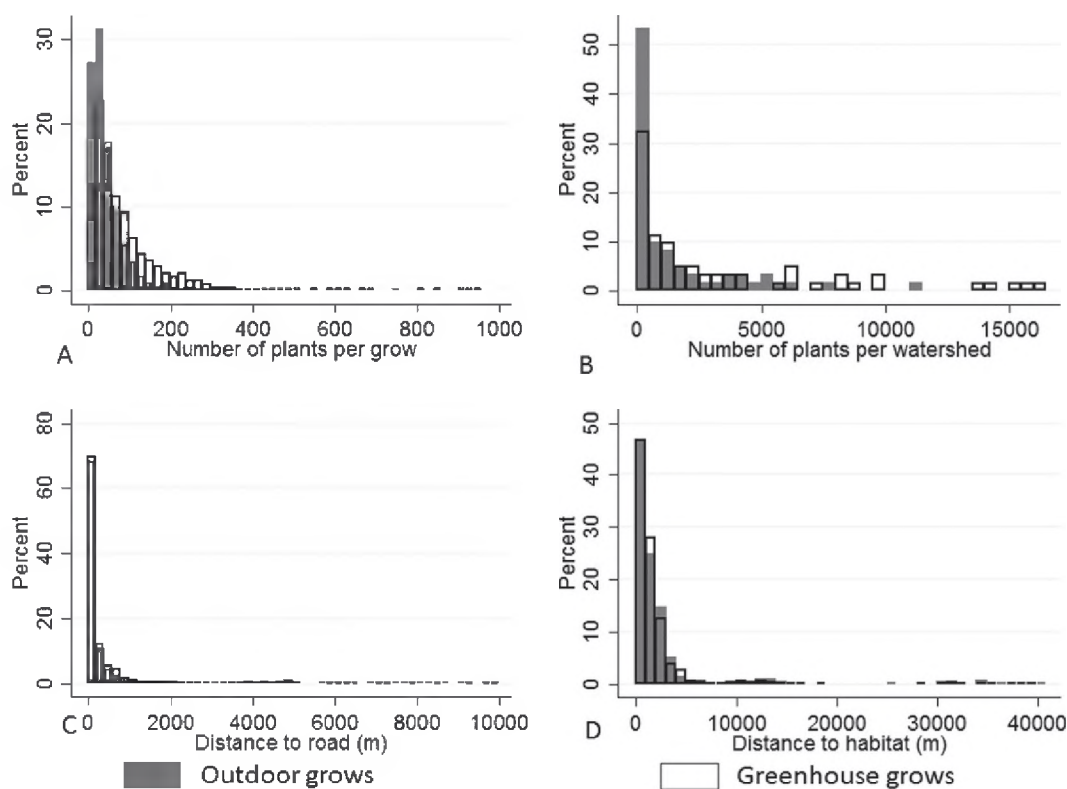 30
20
10
0
Percent
0 200 400 600 800 1000
Number of plants per grow
A
50
40
30
20
10
0
Percent
0 5000 10000 15000
Number of plants per watershed
B
80
60
40
20
0
Percent
0 2000 4000 6000 8000 10000
Distance to road (m)
C
50
40
30
20
10
0
Percent
0 10000 20000 30000 40000
Distance to habitat (m)
D
Outdoor grows
Greenhouse grows